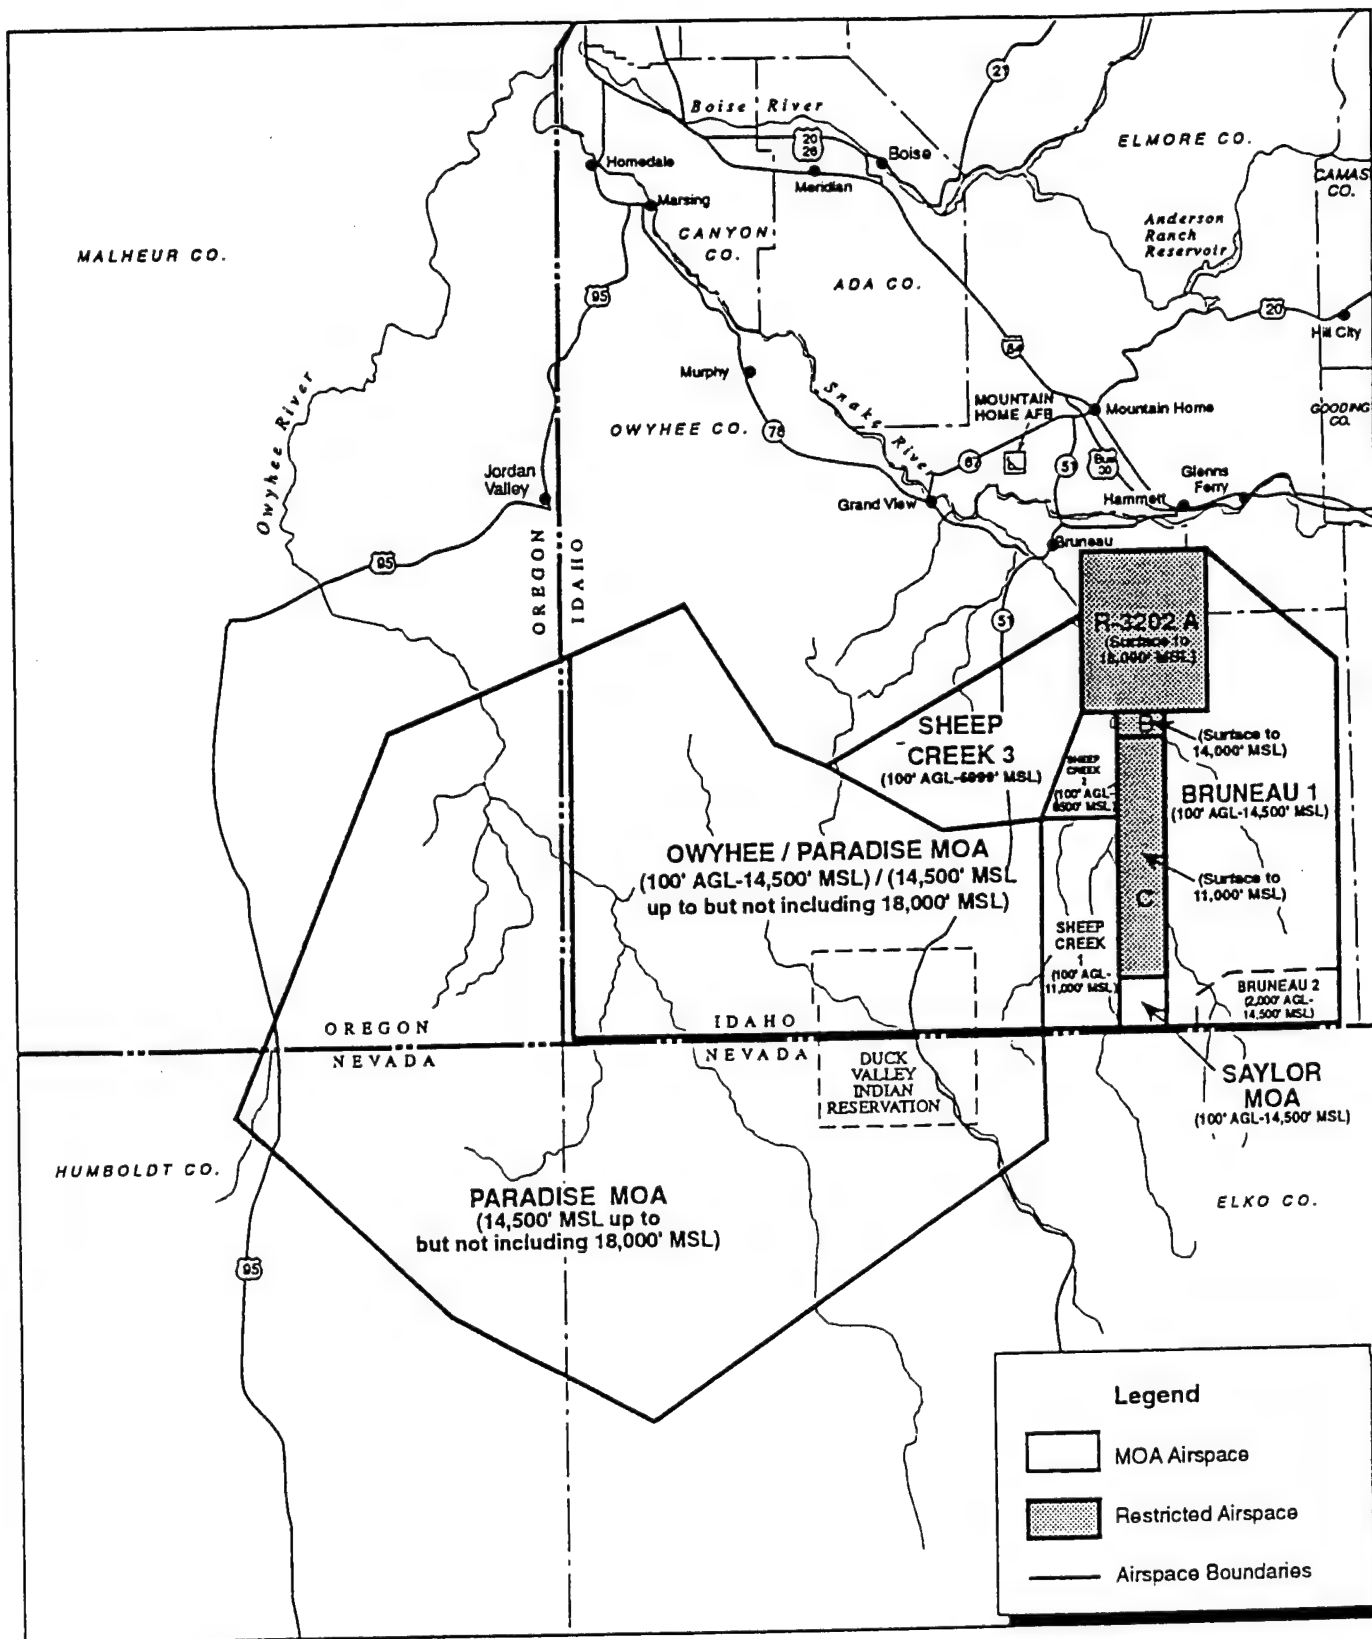 21
Boise River
ELMORE CO.
20
26
Boise
Homedale
Meridian
CAMAS
CO.
Marsing
Anderson
Ranch
Reservoir
CANYON
CO.
MALHEUR CO.
ADA CO.
95
20
Hill City
84
Murphy
Snake River
MOUNTAIN
HOME AFB
Mountain Home
GOODING
CO.
Owyhee River
OWYHEE CO.
78
67
51
Bus
30
Jordan
Valley
Glenns
Ferry
Hammett
Grand View
OREGON
IDAHO
Bruneau
95
51
R-3202 A
(Surface to
18,000' MSL)
SHEEP
CREEK 3
(100' AGL- MSL)
B
(Surface to
14,000' MSL)
SHEEP
CREEK
2
(100' AGL-
MSL)
BRUNEAU 1
(100' AGL-14,500' MSL)
OWYHEE / PARADISE MOA
(100' AGL-14,500' MSL) / (14,500' MSL
up to but not including 18,000' MSL)
(Surface to
11,000' MSL)
C
SHEEP
CREEK
1
(100' AGL-
11,000' MSL)
BRUNEAU 2
(2,000' AGL-
14,500' MSL)
OREGON
NEVADA
IDAHO
NEVADA
DUCK
VALLEY
INDIAN
RESERVATION
SAYLOR
MOA
(100' AGL-14,500' MSL)
HUMBOLDT CO.
PARADISE MOA
(14,500' MSL up to
but not including 18,000' MSL)
ELKO CO.
95
Legend
MOA Airspace
Restricted Airspace
Airspace Boundaries